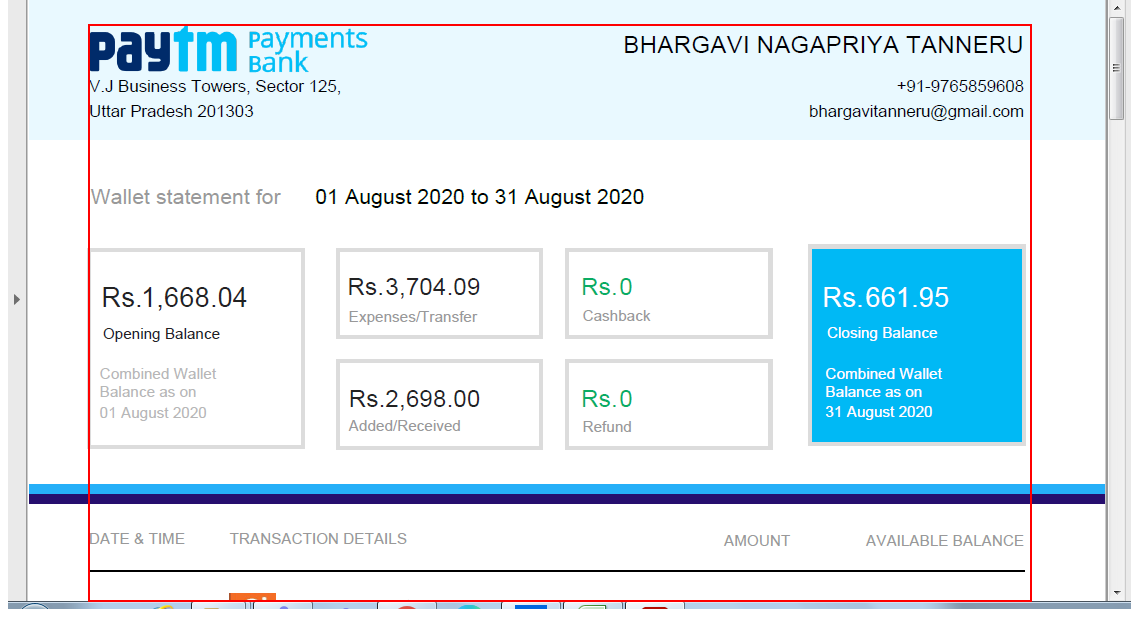 paytm Payments
Bank
V.J Business Towers, Sector 125,
Uttar Pradesh 201303
BHARGAVI NAGAPRIYA TANNERU
+91-9765859608
bhargavitanneru@gmail.com
Wallet statement for 01 August 2020 to 31 August 2020
Rs.1,668.04
Opening Balance
Combined Wallet
Balance as on
01 August 2020
Rs.3,704.09
Expenses/Transfer
Rs.2,698.00
Added/Received
Rs.0
Cashback
Rs.0
Refund
Rs.661.95
Closing Balance
Combined Wallet
Balance as on
31 August 2020
DATE & TIME TRANSACTION DETAILS AMOUNT AVAILABLE BALANCE